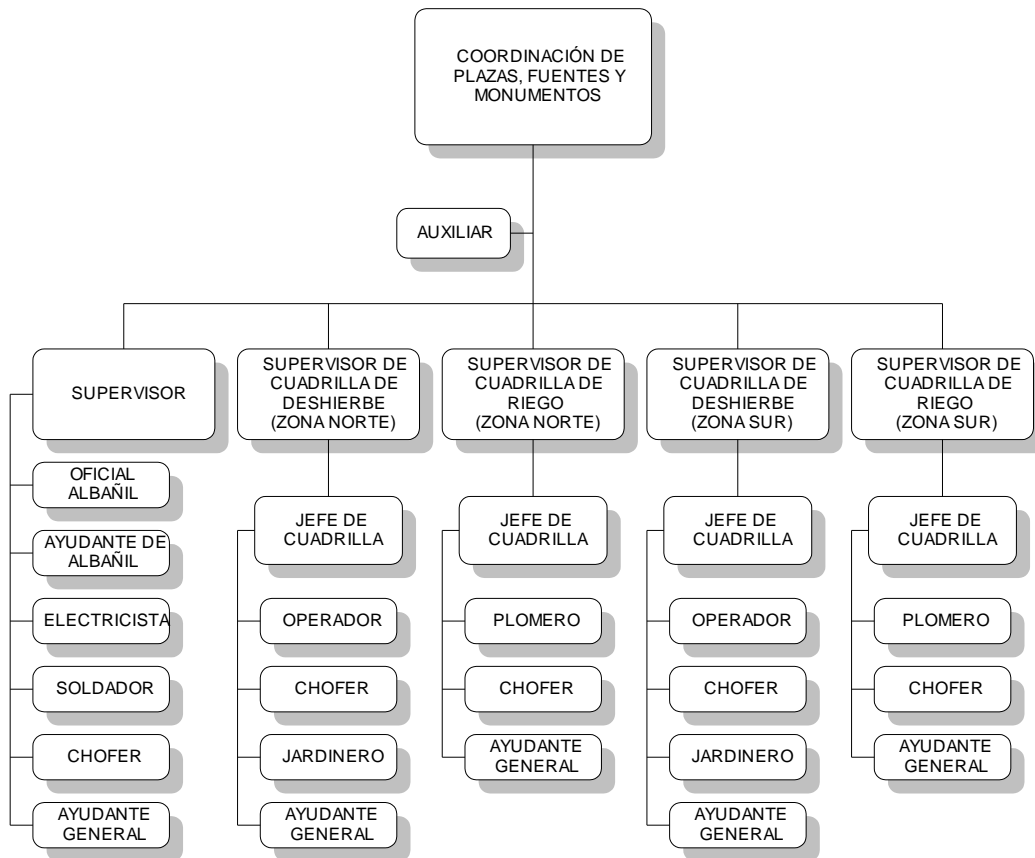 COORDINACIÓN DE
PLAZAS, FUENTES Y
MONUMENTOS
AUXILIAR
SUPERVISOR
OFICIAL
ALBAÑIL
AYUDANTE DE
ALBAÑIL
ELECTRICISTA
SOLDADOR
CHOFER
AYUDANTE
GENERAL
SUPERVISOR DE
CUADRILLA DE
DESHIERBE
(ZONA NORTE)
JEFE DE
CUADRILLA
OPERADOR
CHOFER
JARDINERO
AYUDANTE
GENERAL
SUPERVISOR DE
CUADRILLA DE
RIEGO
(ZONA NORTE)
JEFE DE
CUADRILLA
PLOMERO
CHOFER
AYUDANTE
GENERAL
SUPERVISOR DE
CUADRILLA DE
DESHIERBE
(ZONA SUR)
JEFE DE
CUADRILLA
OPERADOR
CHOFER
JARDINERO
AYUDANTE
GENERAL
SUPERVISOR DE
CUADRILLA DE
RIEGO
(ZONA SUR)
JEFE DE
CUADRILLA
PLOMERO
CHOFER
AYUDANTE
GENERAL